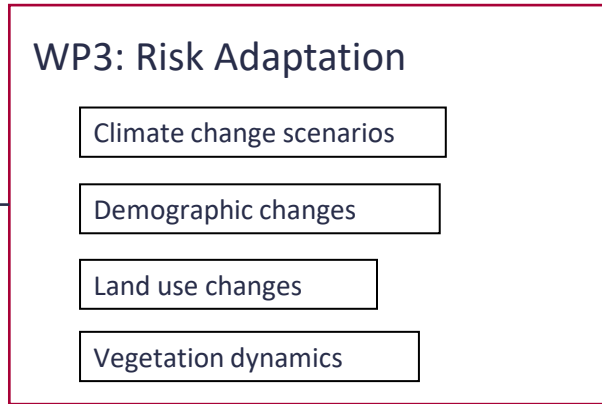 WP3: Risk Adaptation
Climate change scenarios
Demographic changes
Land use changes
Vegetation dynamics